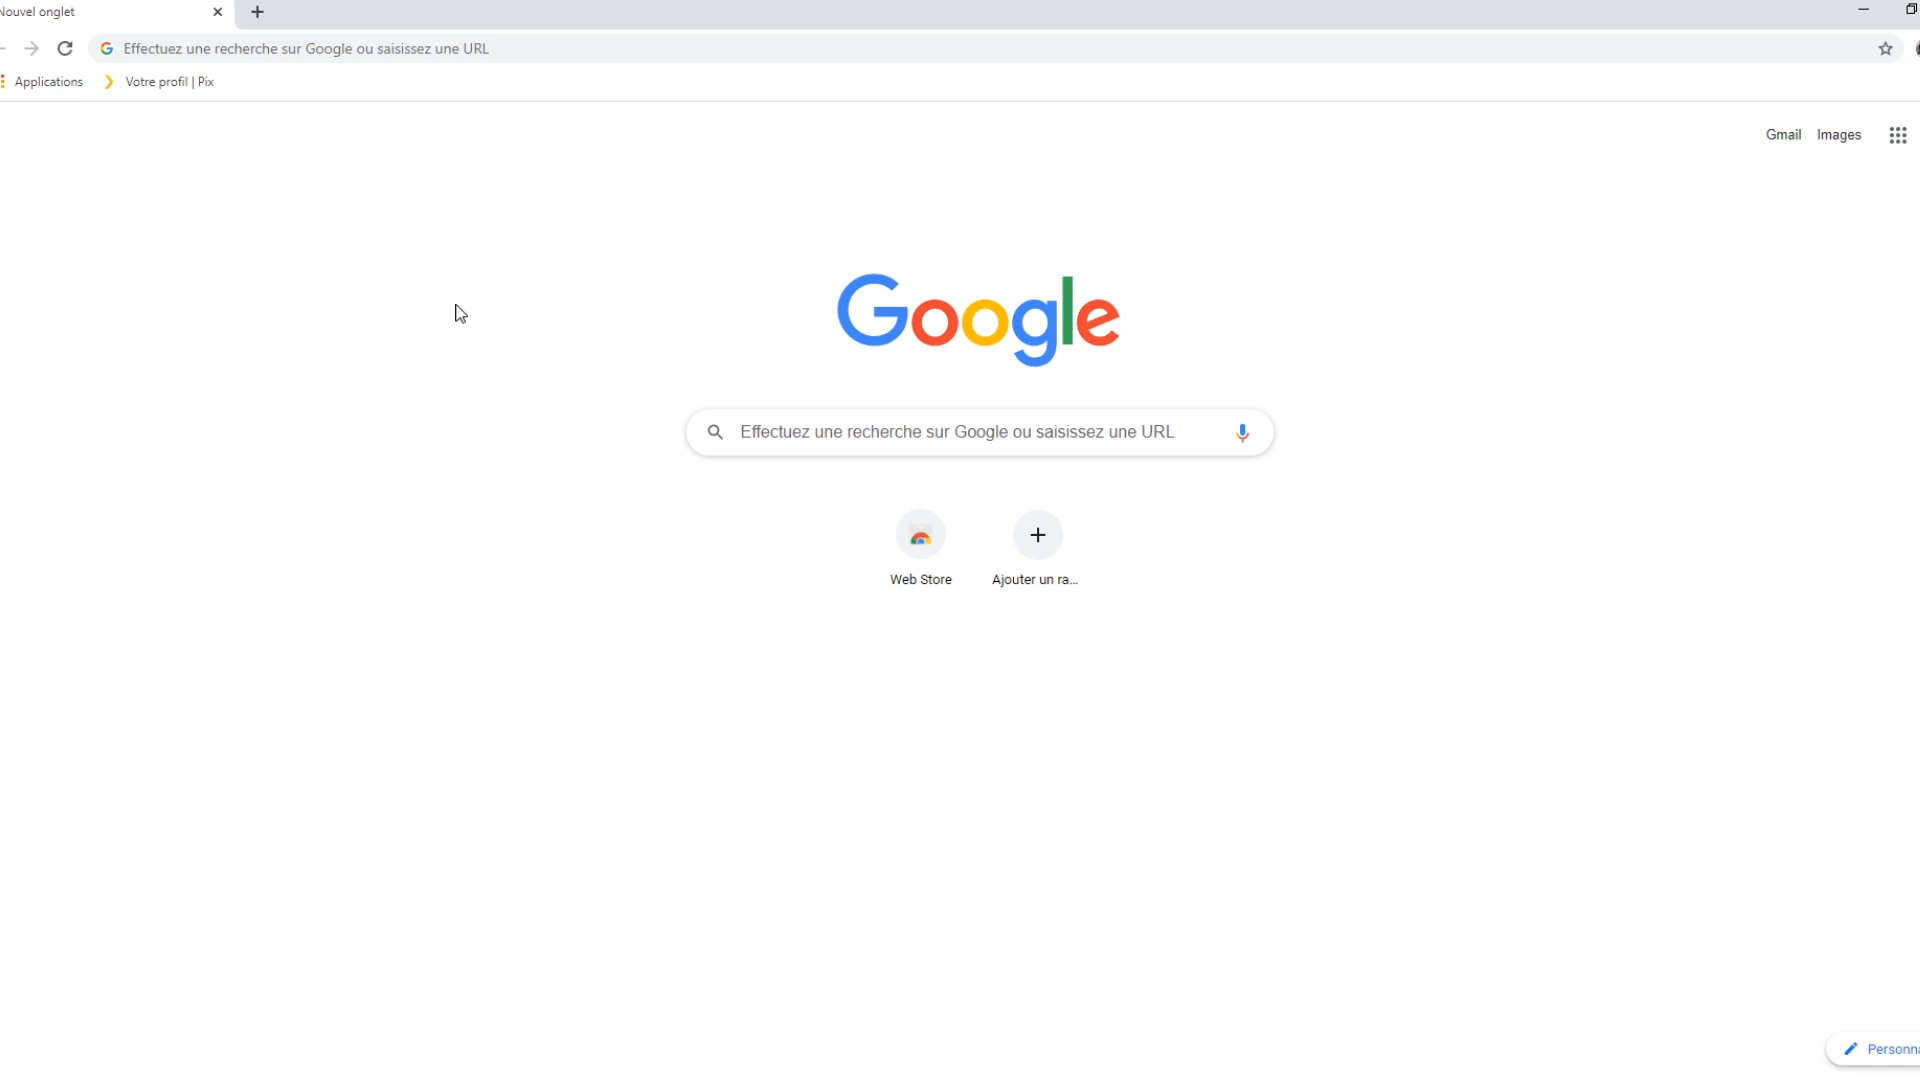 Nouvel onglet
Effectuez une recherche sur Google ou saisissez une URL
Applications Votre profil | Pix
Gmail Images
Google
Effectuez une recherche sur Google ou saisissez une URL
Web Store Ajouter un ra...
Personna